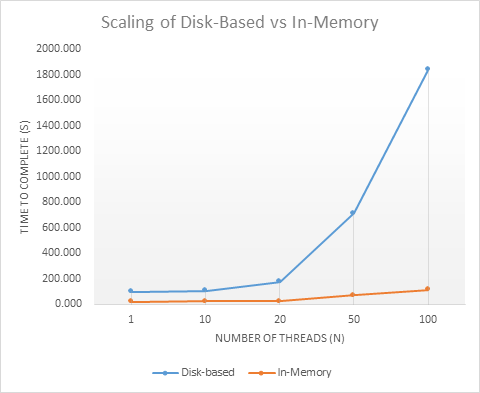 Scaling of Disk-Based vs In-Memory
2000.000
1800.000
1600.000
1400.000
1200.000
1000.000
800.000
600.000
400.000
200.000
0.000
TIME TO COMPLETE (S)
1 10 20 50 100
NUMBER OF THREADS (N)
Disk-based In-Memory